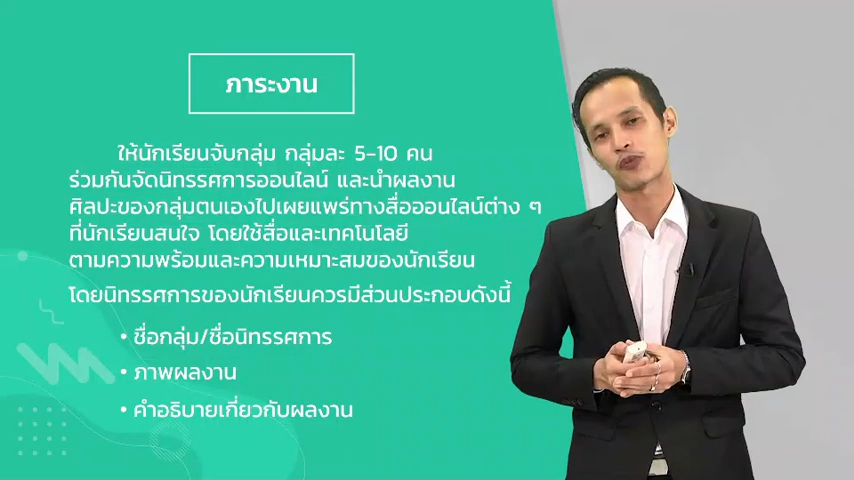 ภาระงาน
ให้นักเรียนจับกลุ่ม กลุ่มละ 5-10 คน
ร่วมกันจัดนิทรรศการออนไลน์ และนำผลงาน
ศิลปะของกลุ่มตนเองไปเผยแพร่ทางสื่อออนไลน์ต่าง ๆ
ที่นักเรียนสนใจ โดยใช้สื่อและเทคโนโลยี
ตามความพร้อมและความเหมาะสมของนักเรียน
โดยนิทรรศการของนักเรียนควรมีส่วนประกอบดังนี้
• ชื่อกลุ่ม/ชื่อนิทรรศการ
• ภาพผลงาน
• คำอธิบายเกี่ยวกับผลงาน